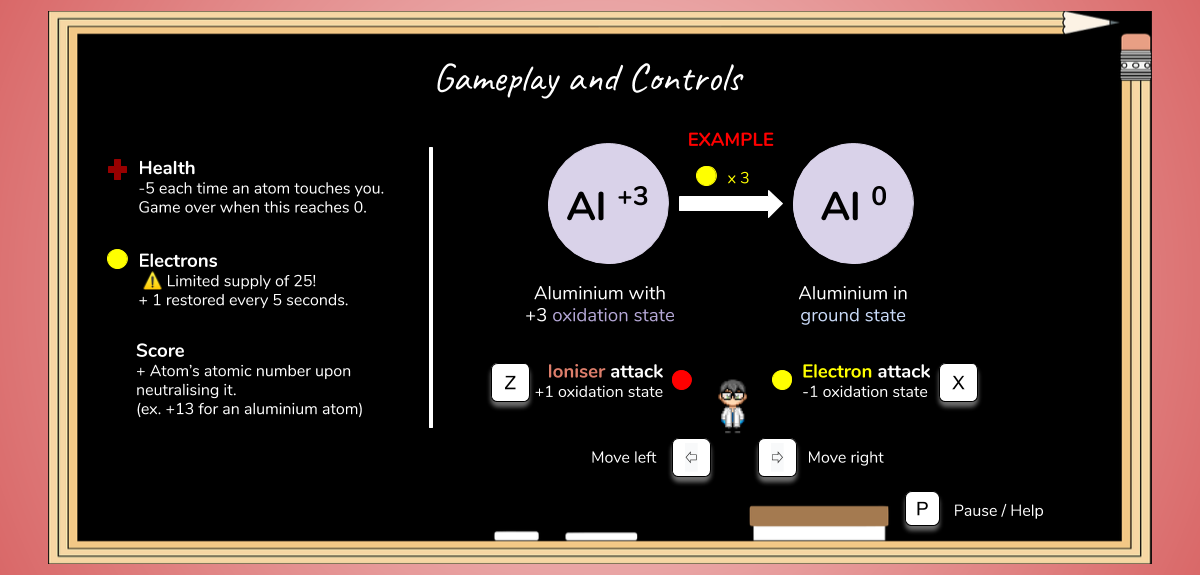 Gameplay and Controls
Health
-5 each time an atom touches you.
Game over when this reaches 0.
Electrons
⚠️ Limited supply of 25!
+ 1 restored every 5 seconds.
Score
+ Atom's atomic number upon
neutralising it.
(ex. +13 for an aluminium atom)
EXAMPLE
x 3
Al +3
Al 0
Aluminium with
+3 oxidation state
Aluminium in
ground state
Z
Ioniser attack
+1 oxidation state
Electron attack
-1 oxidation state
X
Move left ⇦
⇨ Move right
P Pause / Help